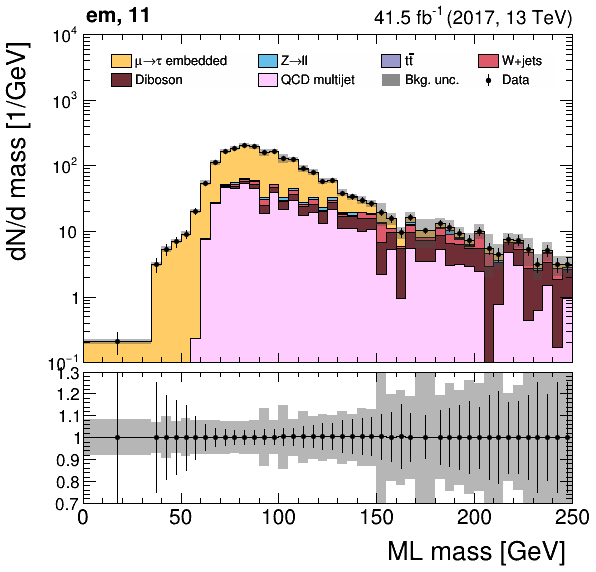 em, 11 41.5 fb⁻¹ (2017, 13 TeV)
μ→τ embedded Z→ll tt̄ W+jets
Diboson QCD multijet Bkg. unc. Data
dN/d mass [1/GeV]
10⁴
10³
10²
10
1
10⁻¹
1.3
1.2
1.1
1
0.9
0.8
0.7
0 50 100 150 200 250
ML mass [GeV]